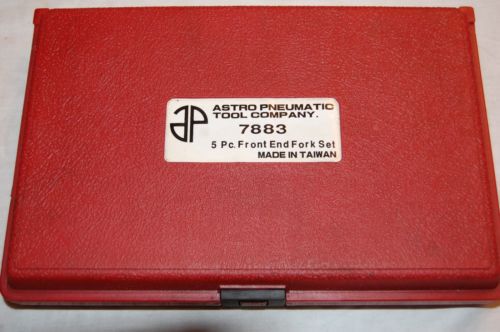 AP ASTRO PNEUMATIC
TOOL COMPANY.
7883
5 Pc. Front End Fork Set
MADE IN TAIWAN